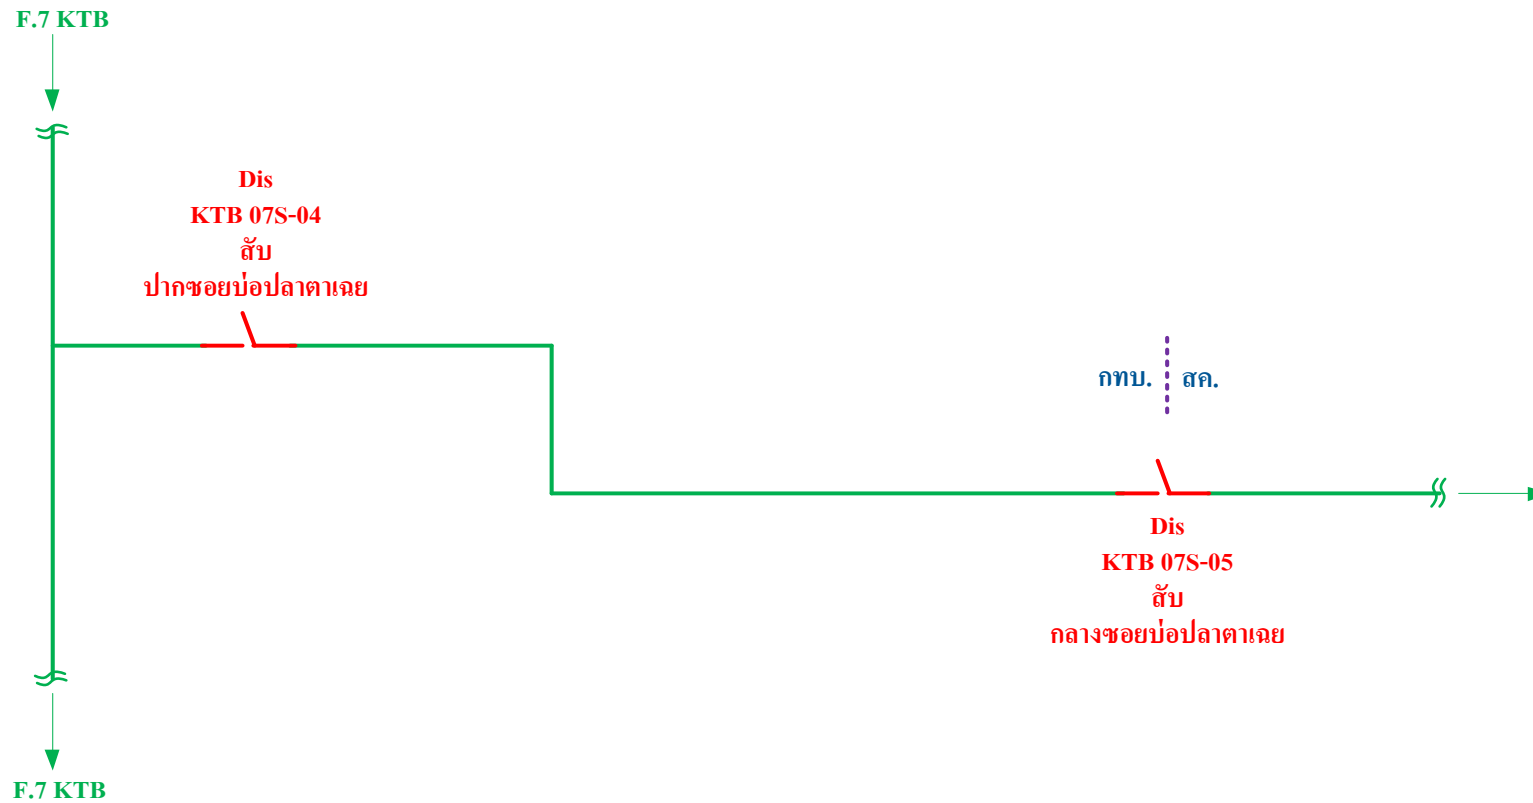 F.7 KTB
Dis
KTB 07S-04
สับ
ปากซอยบ่อปลาตาเฉย
กทบ.
สค.
Dis
KTB 07S-05
สับ
กลางซอยบ่อปลาตาเฉย
F.7 KTB